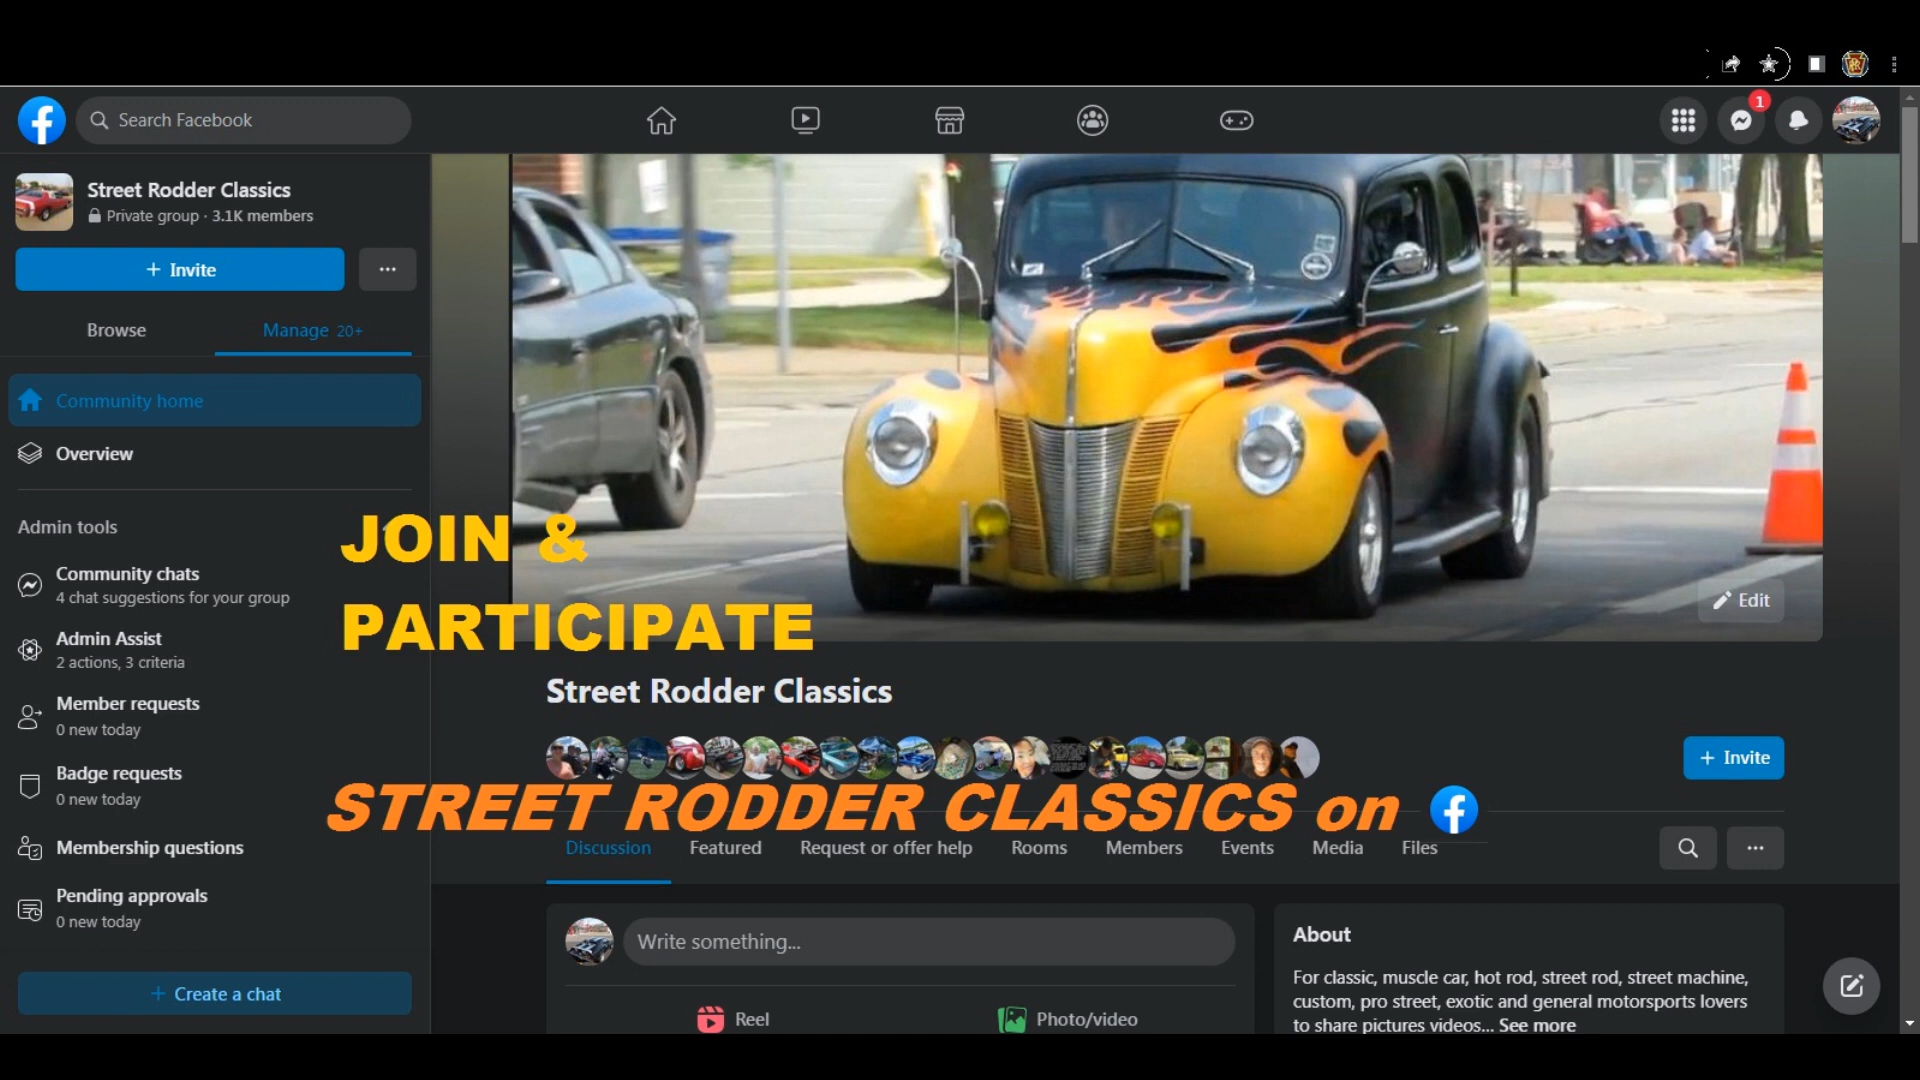 1
Search Facebook
Street Rodder Classics
Private group · 3.1K members
+ Invite
Browse
Manage 20+
Community home
Overview
Admin tools
Community chats
4 chat suggestions for your group
Admin Assist
2 actions, 3 criteria
Member requests
0 new today
Badge requests
0 new today
Membership questions
Pending approvals
0 new today
+ Create a chat
JOIN &
PARTICIPATE
Edit
Street Rodder Classics
+ Invite
STREET RODDER CLASSICS on
Discussion
Featured
Request or offer help
Rooms
Members
Events
Media
Files
Write something...
Reel
Photo/video
About
For classic, muscle car, hot rod, street rod, street machine,
custom, pro street, exotic and general motorsports lovers
to share pictures videos... See more